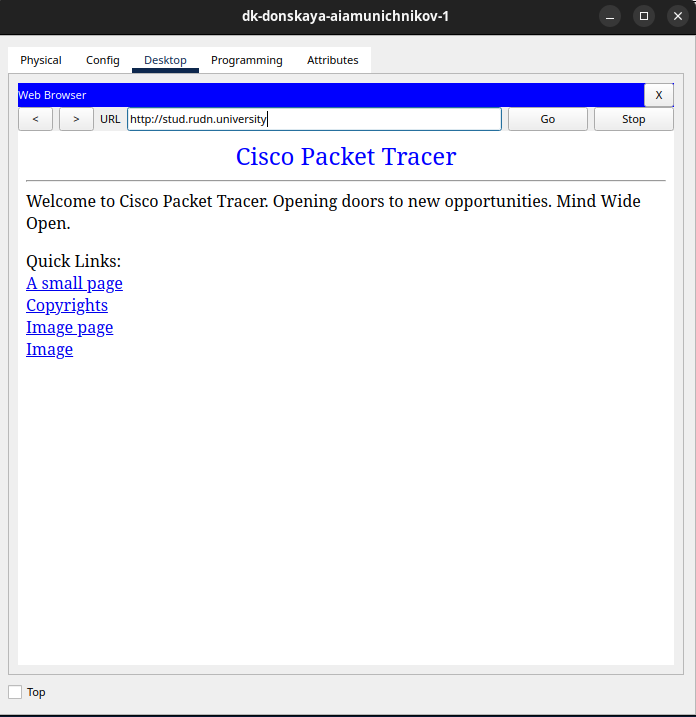 dk-donskaya-aiamunichnikov-1
Physical Config Desktop Programming Attributes
Web Browser X
< > URL http://stud.rudn.university Go Stop
Cisco Packet Tracer
Welcome to Cisco Packet Tracer. Opening doors to new opportunities. Mind Wide
Open.
Quick Links:
A small page
Copyrights
Image page
Image
Top